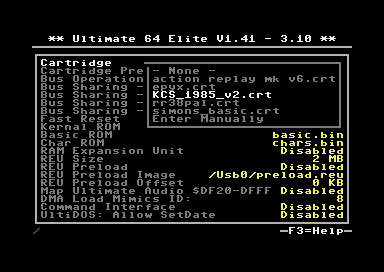 ** Ultimate 64 Elite V1.41 - 3.10 **
Cartridge
Cartridge Pre - None -
Bus Operation action replay mk v6.crt
Bus Sharing - epyx.crt
Bus Sharing - KCS_1985_v2.crt
Bus Sharing - rr38pal.crt
Bus Sharing - simons_basic.crt
Fast Reset Enter Manually
Kernal ROM
Basic ROM basic.bin
Char ROM chars.bin
RAM Expansion Unit Disabled
REU Size 2 MB
REU Preload Disabled
REU Preload Image /Usb0/preload.reu
REU Preload Offset 0 KB
Map Ultimate Audio $DF20-DFFF Disabled
DMA Load Mimics ID: 8
Command Interface Disabled
UltiDOS: Allow SetDate Disabled
/ F3=Help